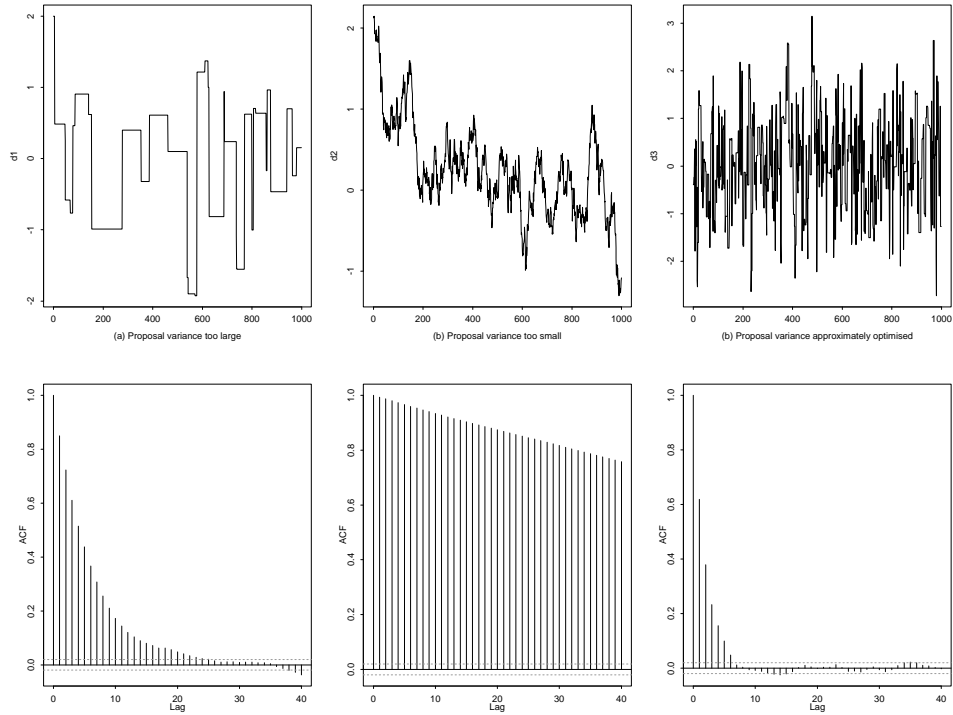 d1
2
1
0
-1
-2
0 200 400 600 800 1000
(a) Proposal variance too large
d2
2
1
0
-1
0 200 400 600 800 1000
(b) Proposal variance too small
d3
3
2
1
0
-1
-2
0 200 400 600 800 1000
(b) Proposal variance approximately optimised
ACF
1.0
0.8
0.6
0.4
0.2
0.0
0 10 20 30 40
Lag
ACF
1.0
0.8
0.6
0.4
0.2
0.0
0 10 20 30 40
Lag
ACF
1.0
0.8
0.6
0.4
0.2
0.0
0 10 20 30 40
Lag